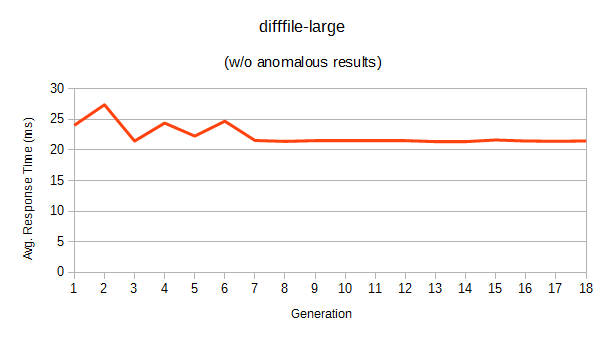 difffile-large
(w/o anomalous results)
Avg. Response Time (ms)
30
25
20
15
10
5
0
1 2 3 4 5 6 7 8 9 10 11 12 13 14 15 16 17 18
Generation